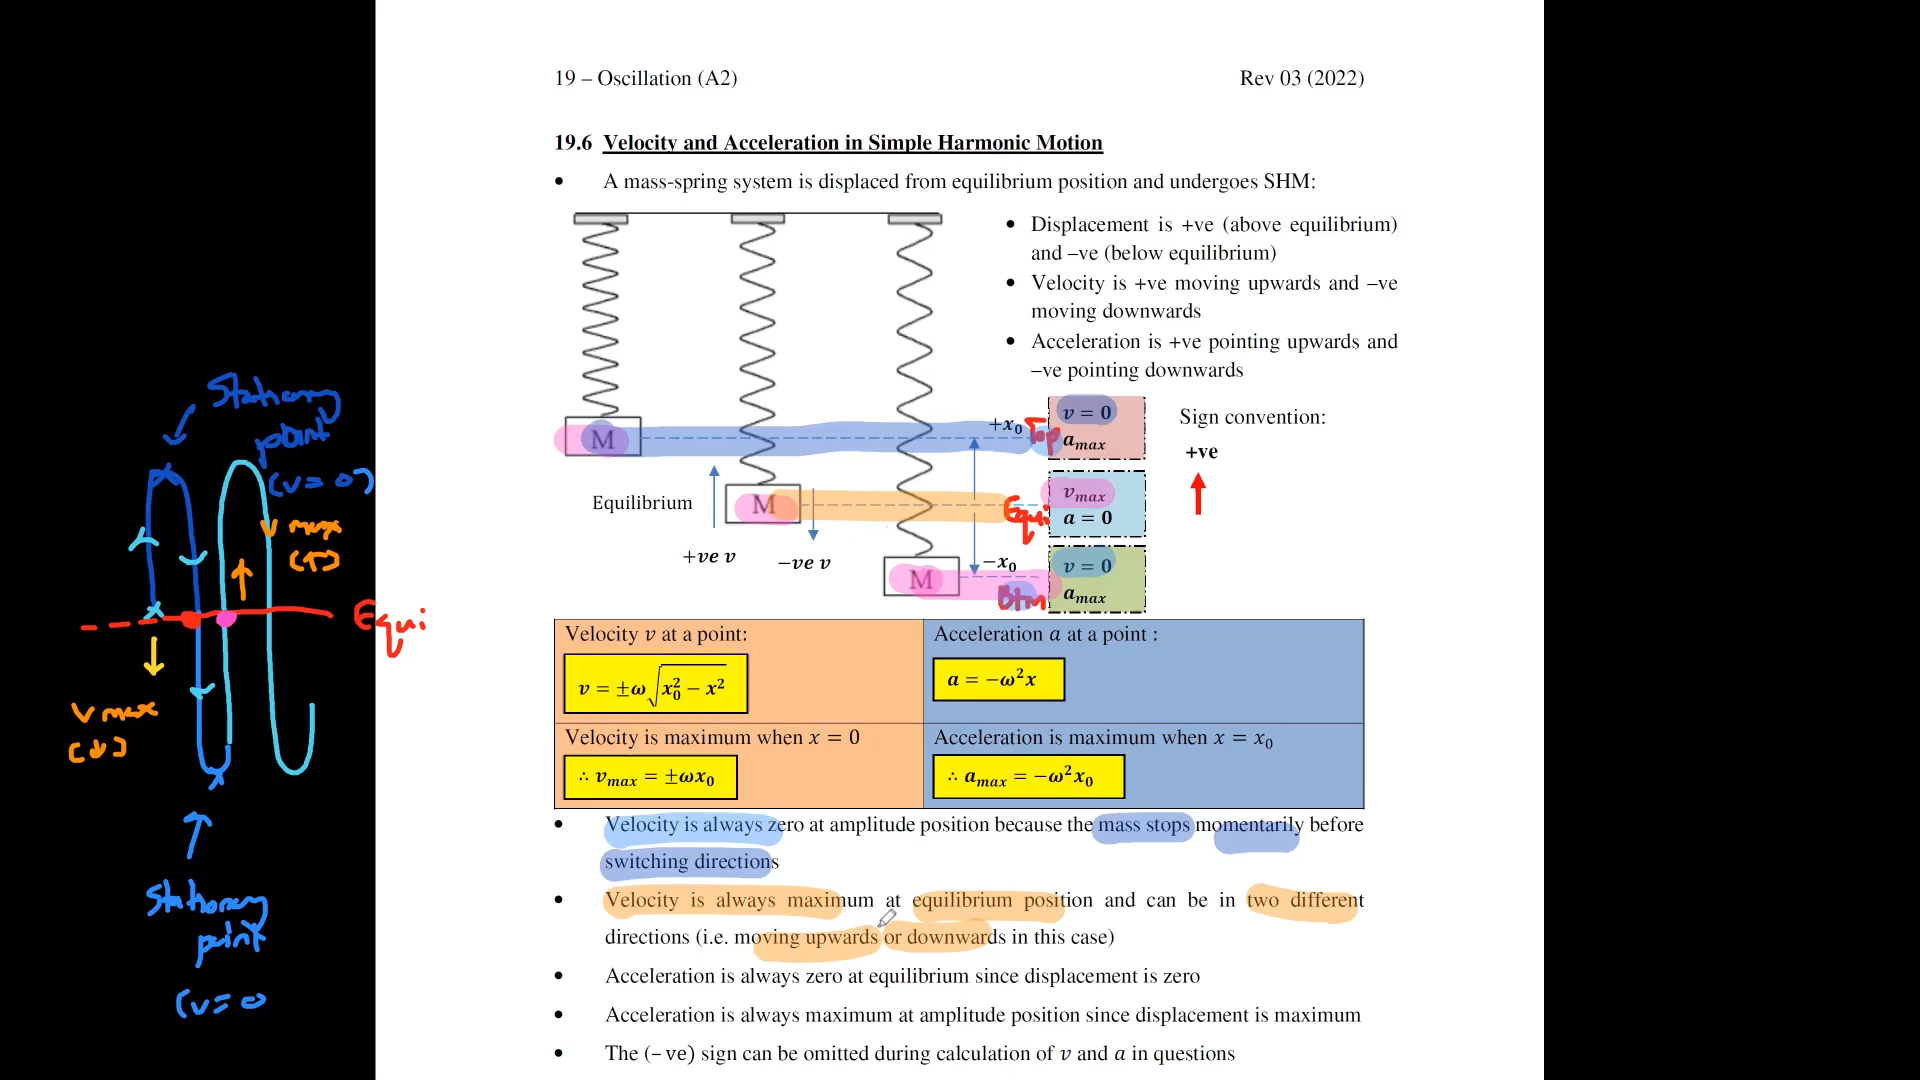 19 – Oscillation (A2)
Rev 03 (2022)
19.6 Velocity and Acceleration in Simple Harmonic Motion
• A mass-spring system is displaced from equilibrium position and undergoes SHM:
• Displacement is +ve (above equilibrium)
and –ve (below equilibrium)
• Velocity is +ve moving upwards and –ve
moving downwards
• Acceleration is +ve pointing upwards and
–ve pointing downwards
Sign convention:
+ve
M
+x₀
Top
v = 0
aₘₐₓ
Equilibrium
M
Equi
vₘₐₓ
a = 0
+ve v
−ve v
M
−x₀
Btm
v = 0
aₘₐₓ
Stationary
point
(v = 0)
v max
(↑)
Equi
v max
(↓)
Stationary
point
(v = 0
Velocity v at a point:
v = ±ω√(x₀² − x²)
Acceleration a at a point :
a = −ω²x
Velocity is maximum when x = 0
∴ vₘₐₓ = ±ωx₀
Acceleration is maximum when x = x₀
∴ aₘₐₓ = −ω²x₀
• Velocity is always zero at amplitude position because the mass stops momentarily before
switching directions
• Velocity is always maximum at equilibrium position and can be in two different
directions (i.e. moving upwards or downwards in this case)
• Acceleration is always zero at equilibrium since displacement is zero
• Acceleration is always maximum at amplitude position since displacement is maximum
• The (– ve) sign can be omitted during calculation of v and a in questions